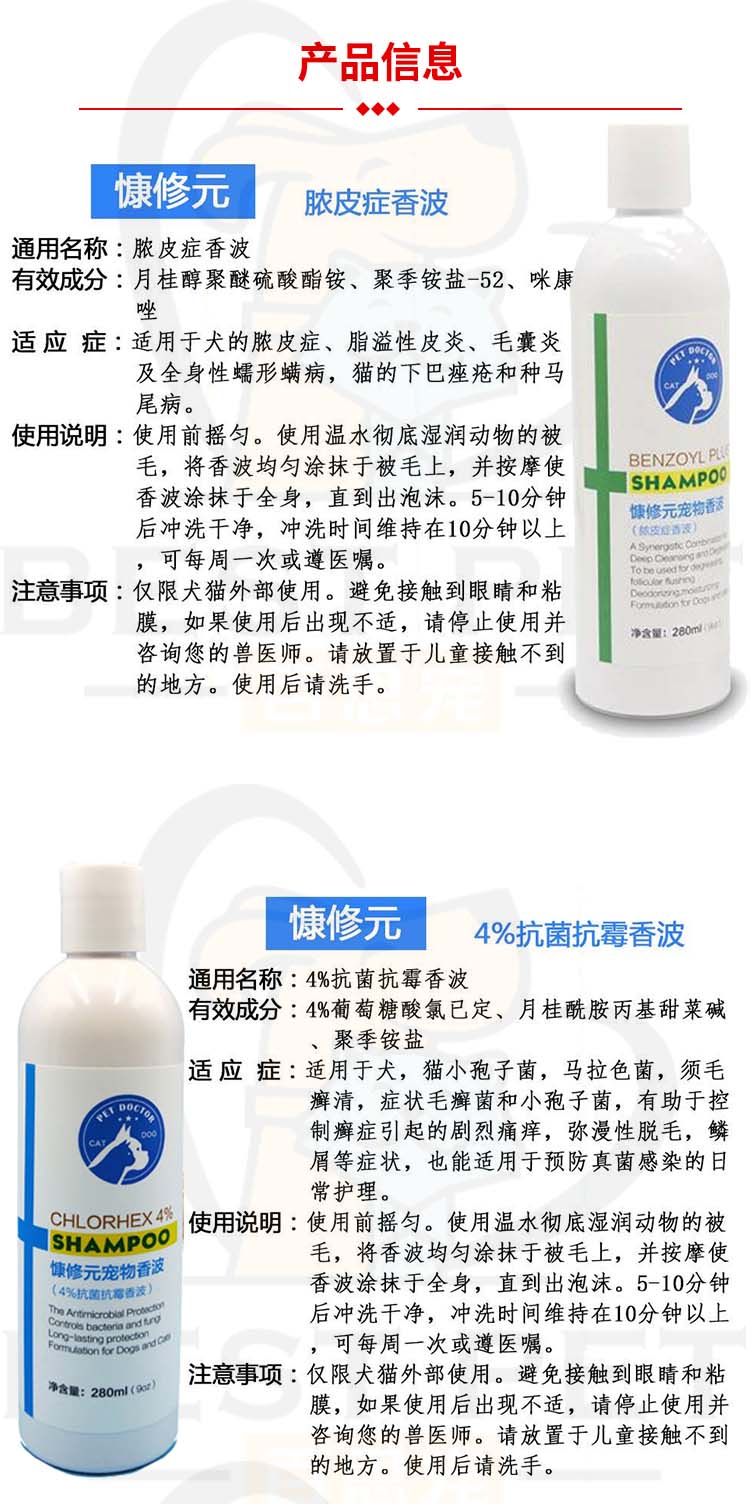 产品信息
慷修元
脓皮症香波
通用名称：脓皮症香波
有效成分：月桂醇聚醚硫酸酯铵、聚季铵盐-52、咪康
唑
适 应 症：适用于犬的脓皮症、脂溢性皮炎、毛囊炎
及全身性蠕形螨病，猫的下巴痤疮和种马
尾病。
使用说明：使用前摇匀。使用温水彻底湿润动物的被
毛，将香波均匀涂抹于被毛上，并按摩使
香波涂抹于全身，直到出泡沫。5-10分钟
后冲洗干净，冲洗时间维持在10分钟以上
，可每周一次或遵医嘱。
注意事项：仅限犬猫外部使用。避免接触到眼睛和粘
膜，如果使用后出现不适，请停止使用并
咨询您的兽医师。请放置于儿童接触不到
的地方。使用后请洗手。
PET DOCTOR
CAT DOG
BENZOYL PLU
SHAMPOO
慷修元宠物香波
（脓皮症香波）
A Synergistic
Deep Cleansing and
To be used for degreasing,
follicular flushing
Deodorizing,moisturizing
Formulation for Dogs and
净含量：280ml
BEST PET
百思宠
慷修元
4%抗菌抗霉香波
通用名称：4%抗菌抗霉香波
有效成分：4%葡萄糖酸氯已定、月桂酰胺丙基甜菜碱
、聚季铵盐
适 应 症：适用于犬，猫小孢子菌，马拉色菌，须毛
癣清，症状毛癣菌和小孢子菌，有助于控
制癣症引起的剧烈痛痒，弥漫性脱毛，鳞
屑等症状，也能适用于预防真菌感染的日
常护理。
使用说明：使用前摇匀。使用温水彻底湿润动物的被
毛，将香波均匀涂抹于被毛上，并按摩使
香波涂抹于全身，直到出泡沫。5-10分钟
后冲洗干净，冲洗时间维持在10分钟以上
，可每周一次或遵医嘱。
注意事项：仅限犬猫外部使用。避免接触到眼睛和粘
膜，如果使用后出现不适，请停止使用并
咨询您的兽医师。请放置于儿童接触不到
的地方。使用后请洗手。
PET DOCTOR
CAT DOG
CHLORHEX 4%
SHAMPOO
慷修元宠物香波
（4%抗菌抗霉香波）
The Antimicrobial Protection
Controls bacteria and fungi
Long-lasting protection
Formulation for Dogs and Cats
净含量：280ml（9oz）
BEST PET